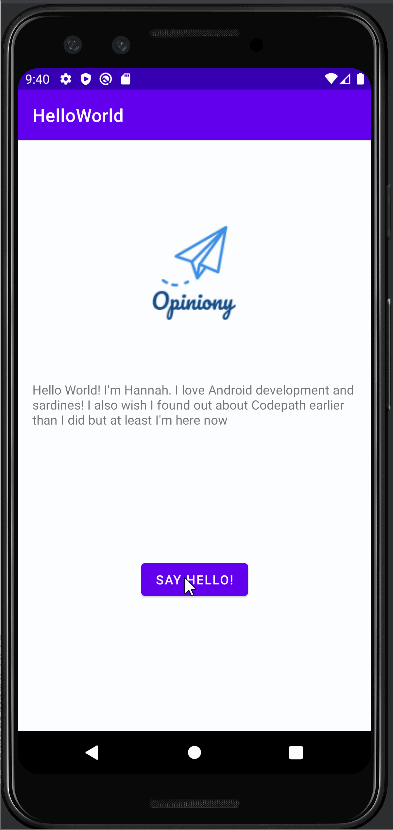 9:40
HelloWorld
Opiniony
Hello World! I'm Hannah. I love Android development and
sardines! I also wish I found out about Codepath earlier
than I did but at least I'm here now
SAY HELLO!